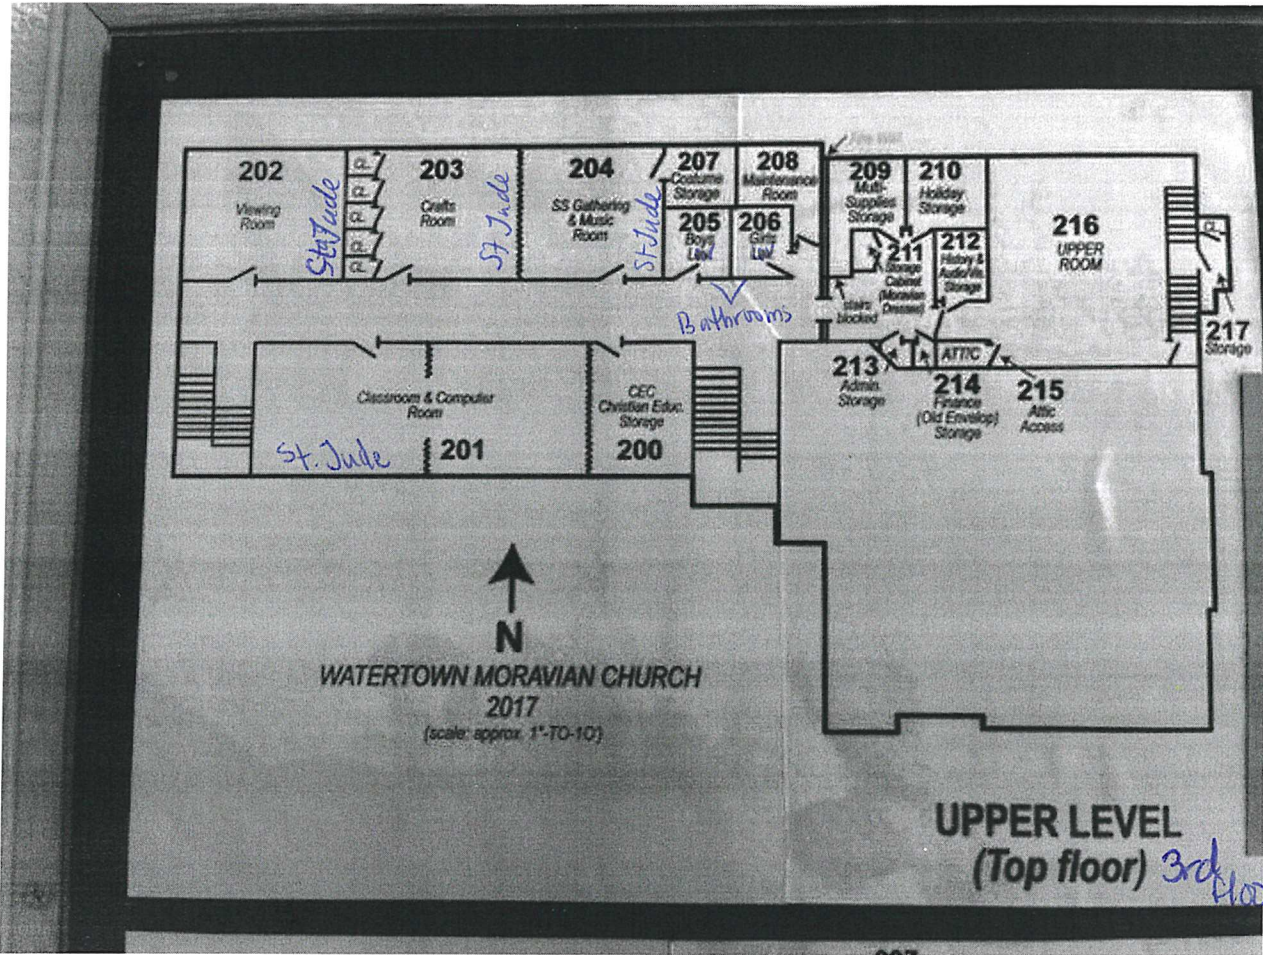 Fire Wall
202
Viewing
Room
St. Jude
CL
CL
CL
CL
CL
203
Crafts
Room
St Jude
204
SS Gathering
& Music
Room
St. Jude
207
Costume
Storage
208
Maintenance
Room
205
Boys
206
Girls
Bathrooms
209
Multi-
Supplies
Storage
210
Holiday
Storage
211
Storage
Cabinet
(Moravian
Dresses)
212
History &
Audio/Vis.
Storage
stairs
blocked
216
UPPER
ROOM
CL
217
Storage
213
Admin.
Storage
ATTIC
214
Finance
(Old Envelop)
Storage
215
Attic
Access
Classroom & Computer
Room
St. Jude
201
CEC
Christian Educ.
Storage
200
N
WATERTOWN MORAVIAN CHURCH
2017
(scale: approx. 1"-TO-10')
UPPER LEVEL
(Top floor) 3rd